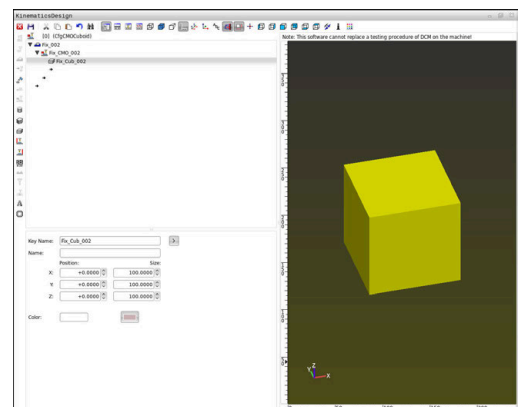 KinematicsDesign
[0] (CfgCMOCuboid)
Note: This software cannot replace a testing procedure of DCM on the machine!
Fix_002
Fix_CMO_002
Fix_Cub_002
Key Name: Fix_Cub_002 >
Name:
Position: Size:
X: +0.0000 100.0000
Y: +0.0000 100.0000
Z: +0.0000 100.0000
Color:
Z
Y
X